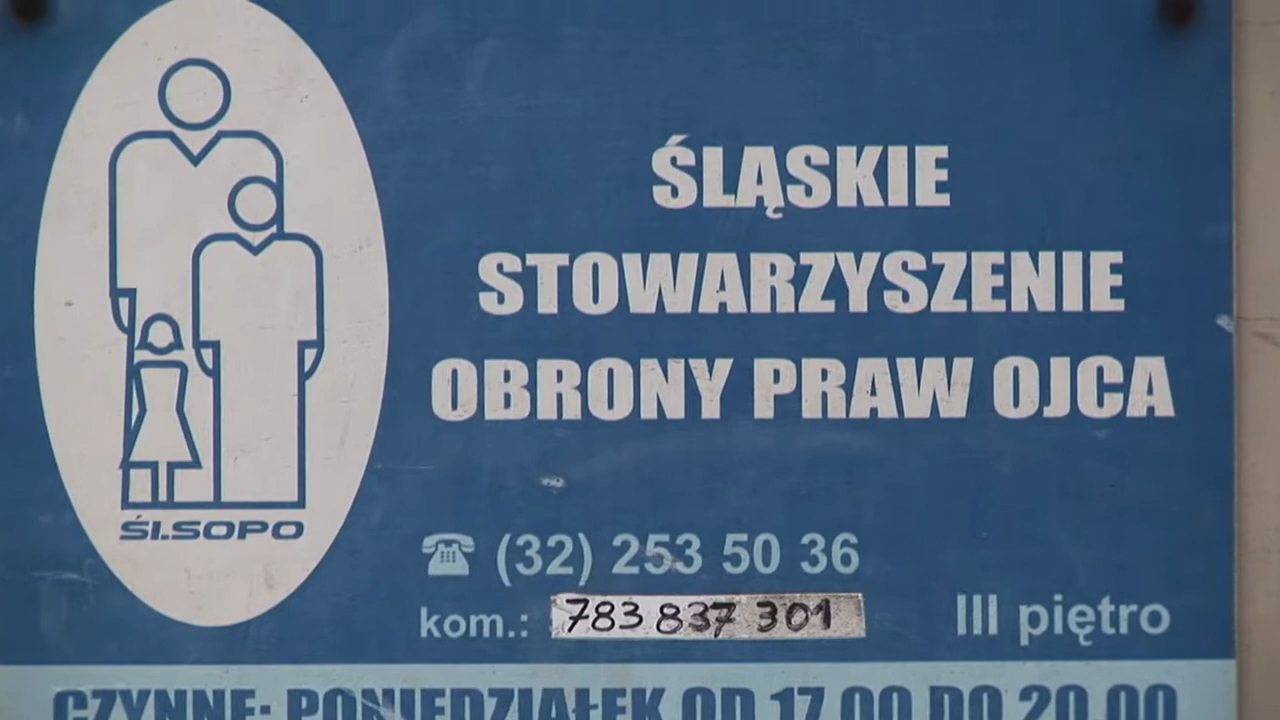 ŚLĄSKIE
STOWARZYSZENIE
OBRONY PRAW OJCA
Śl.SOPO
☎ (32) 253 50 36
kom.: 783 837 301
III piętro
CZYNNE: PONIEDZIAŁEK OD 17.00 DO 20.00